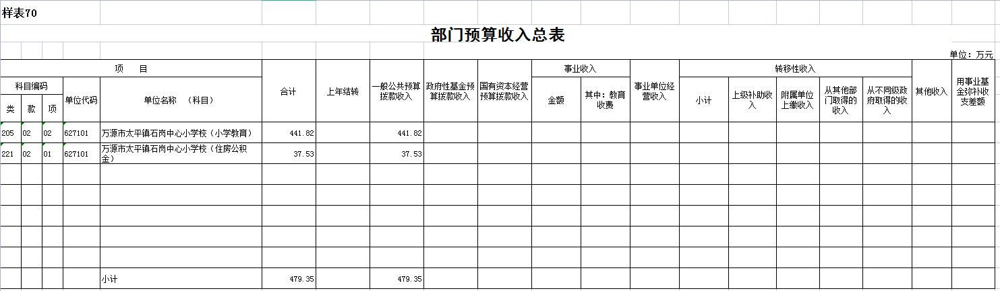 样表70
部门预算收入总表
单位：万元
项　　目
合计
上年结转
一般公共预算
拨款收入
政府性基金预
算拨款收入
国有资本经营
预算拨款收入
事业收入
事业单位经
营收入
转移性收入
其他收入
用事业基
金弥补收
支差额
科目编码
单位代码
单位名称　（科目）
金额
其中：教育
收费
小计
上级补助收
入
附属单位
上缴收入
从其他部
门取得的
收入
从不同级政
府取得的收
入
类
款
项
205 02 02 627101 万源市太平镇石岗中心小学校（小学教育） 441.82 441.82
221 02 01 627101 万源市太平镇石岗中心小学校（住房公积
金） 37.53 37.53
小计 479.35 479.35